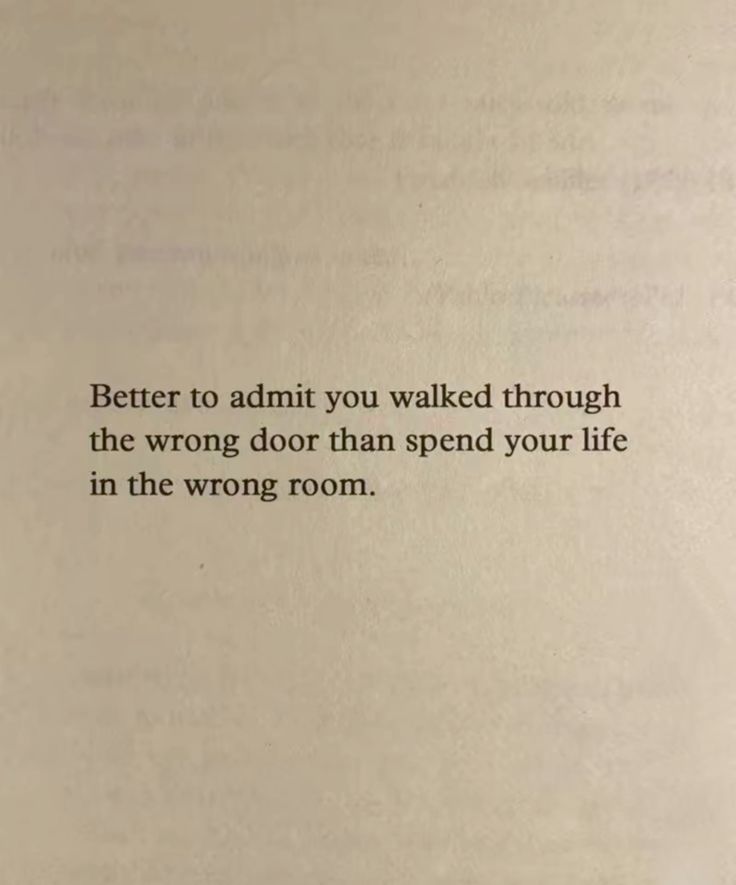 Better to admit you walked through
the wrong door than spend your life
in the wrong room.